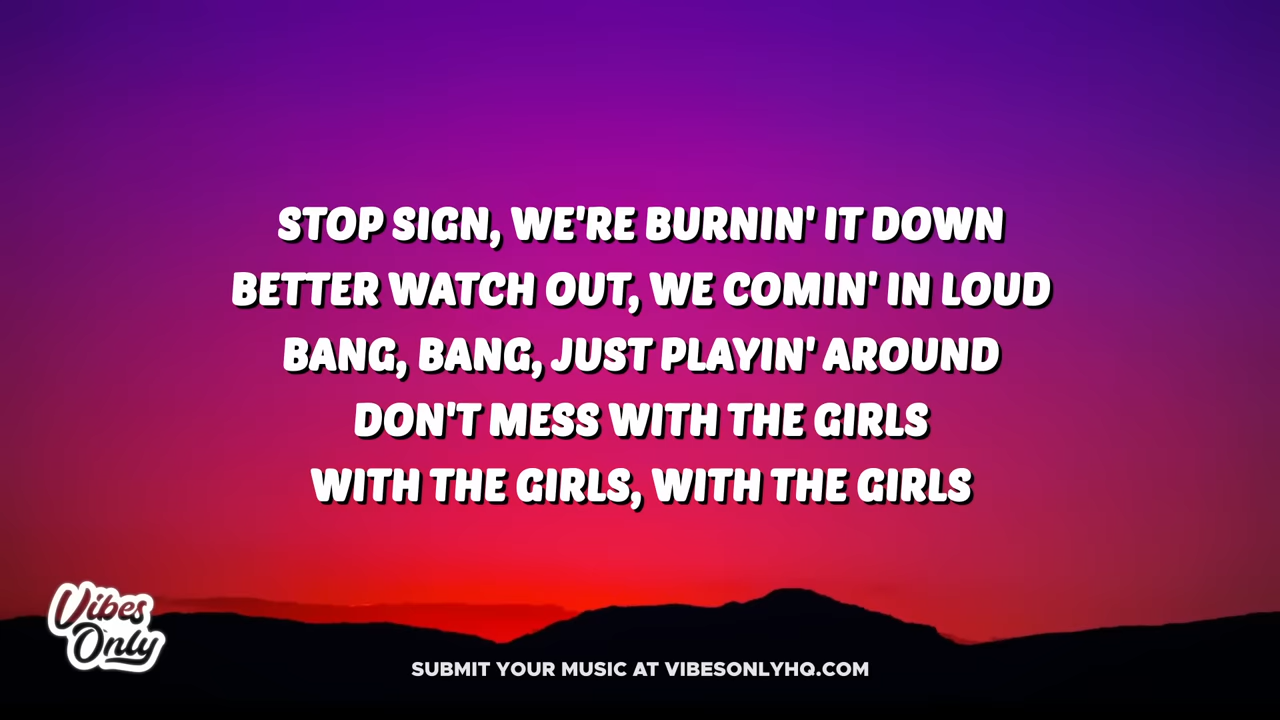 STOP SIGN, WE'RE BURNIN' IT DOWN
BETTER WATCH OUT, WE COMIN' IN LOUD
BANG, BANG, JUST PLAYIN' AROUND
DON'T MESS WITH THE GIRLS
WITH THE GIRLS, WITH THE GIRLS
Vibes
Only
SUBMIT YOUR MUSIC AT VIBESONLYHQ.COM